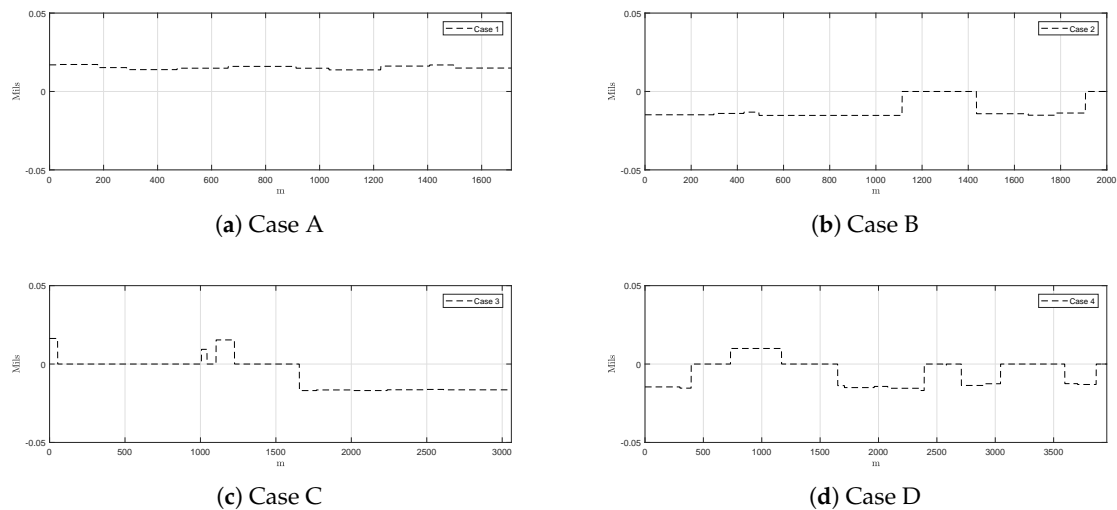 0.05
Case 1
Mils
0
-0.05
0 200 400 600 800 1000 1200 1400 1600
m
(a) Case A
0.05
Case 2
Mils
0
-0.05
0 200 400 600 800 1000 1200 1400 1600 1800 2000
m
(b) Case B
0.05
Case 3
Mils
0
-0.05
0 500 1000 1500 2000 2500 3000
m
(c) Case C
0.05
Case 4
Mils
0
-0.05
0 500 1000 1500 2000 2500 3000 3500
m
(d) Case D